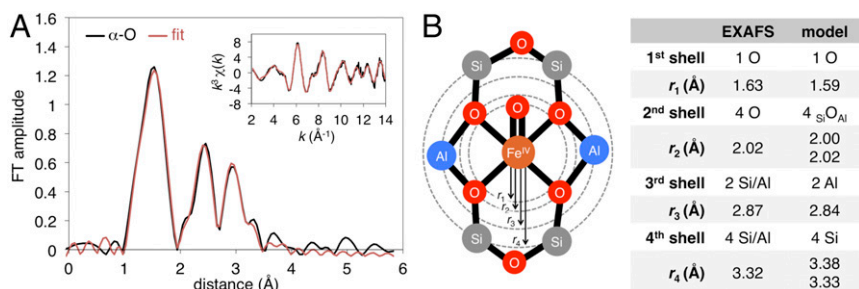 A
α-O fit
FT amplitude
1.6
1.4
1.2
1.0
0.8
0.6
0.4
0.2
0
0 1 2 3 4 5 6
distance (Å)
k³χ(k)
8
4
0
-4
-8
2 4 6 8 10 12 14
k (Å⁻¹)
B
O
Si Si
O
O O
Al Feᴵⱽ Al
O O
r₁
r₂
r₃
Si r₄ Si
O
EXAFS model
1ˢᵗ shell 1 O 1 O
r₁ (Å) 1.63 1.59
2ⁿᵈ shell 4 O 4 SiOAl
r₂ (Å) 2.02 2.00
2.02
3ʳᵈ shell 2 Si/Al 2 Al
r₃ (Å) 2.87 2.84
4ᵗʰ shell 4 Si/Al 4 Si
r₄ (Å) 3.32 3.38
3.33